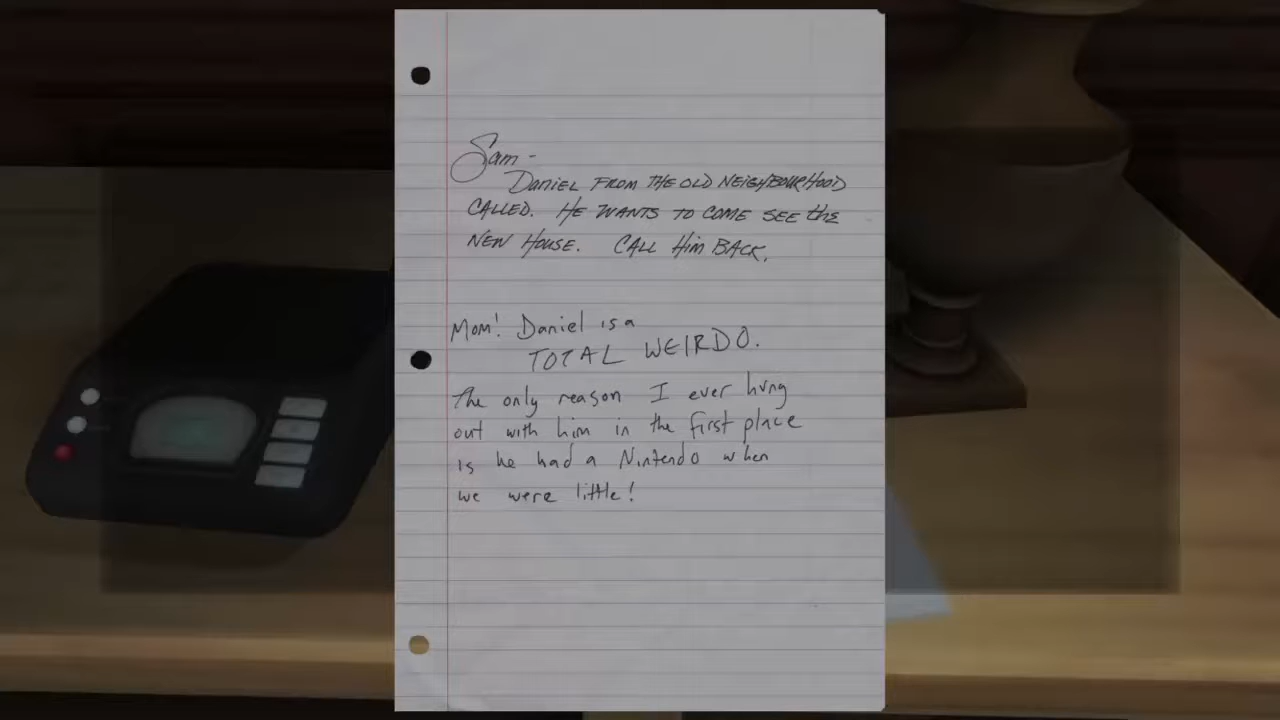 Sam -
DANIEL FROM THE OLD NEIGHBOURHOOD
CALLED. HE WANTS TO COME SEE the
NEW HOUSE. CALL HIM BACK.
Mom! Daniel is a
TOTAL WEIRDO.
The only reason I ever hung
out with him in the first place
is he had a Nintendo when
we were little!